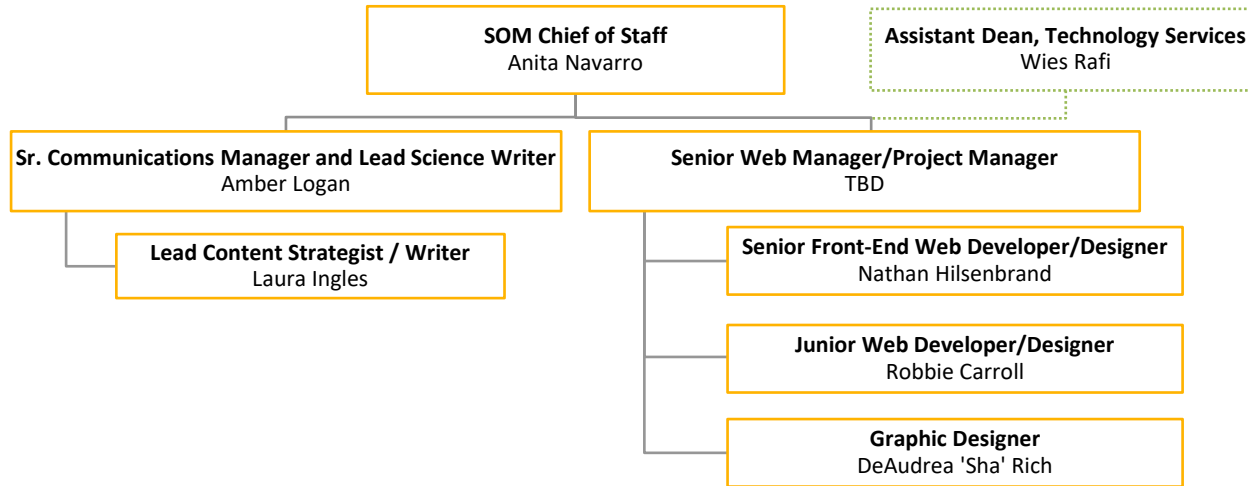 SOM Chief of Staff
Anita Navarro
Assistant Dean, Technology Services
Wies Rafi
Sr. Communications Manager and Lead Science Writer
Amber Logan
Senior Web Manager/Project Manager
TBD
Lead Content Strategist / Writer
Laura Ingles
Senior Front-End Web Developer/Designer
Nathan Hilsenbrand
Junior Web Developer/Designer
Robbie Carroll
Graphic Designer
DeAudrea 'Sha' Rich